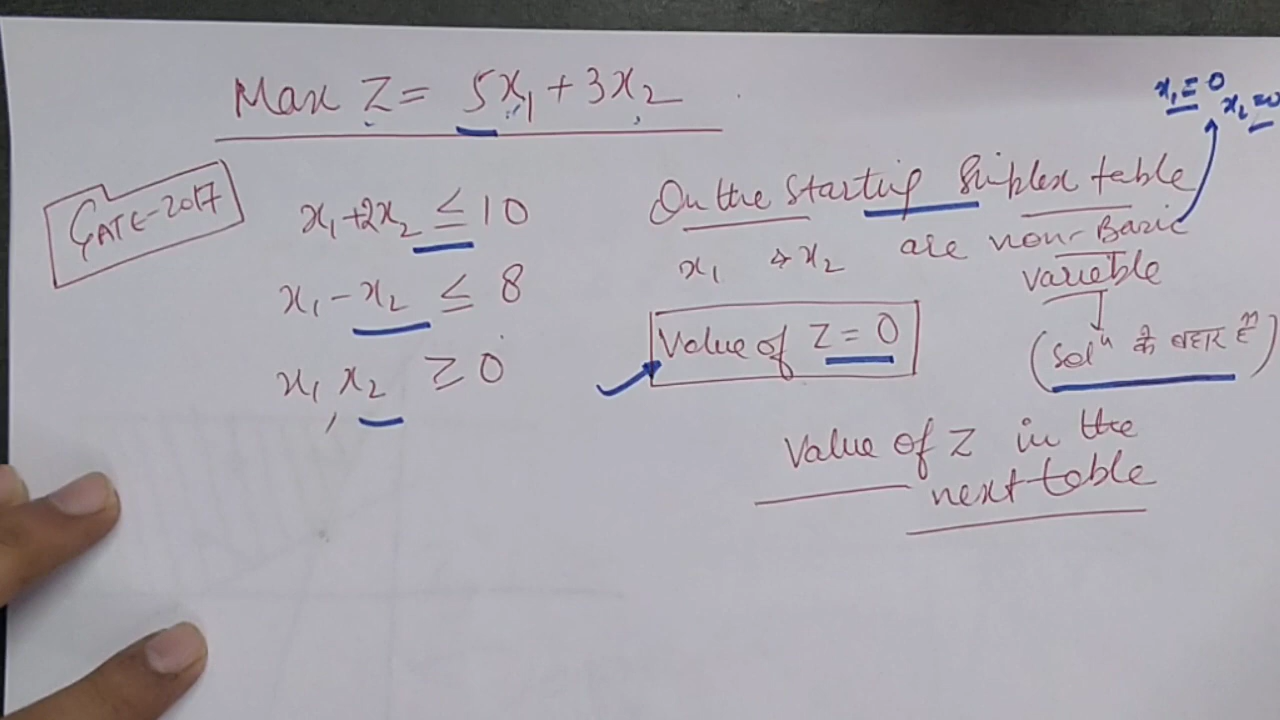 Max Z = 5x₁ + 3x₂
x₁ = 0
x₂ = 0
GATE-2017
x₁ + 2x₂ ≤ 10
x₁ - x₂ ≤ 8
x₁, x₂ ≥ 0
On the starting Simplex table
x₁ & x₂ are non-Basic
variable
(Solⁿ के बाहर हैं)
Value of Z = 0
Value of Z in the
next table